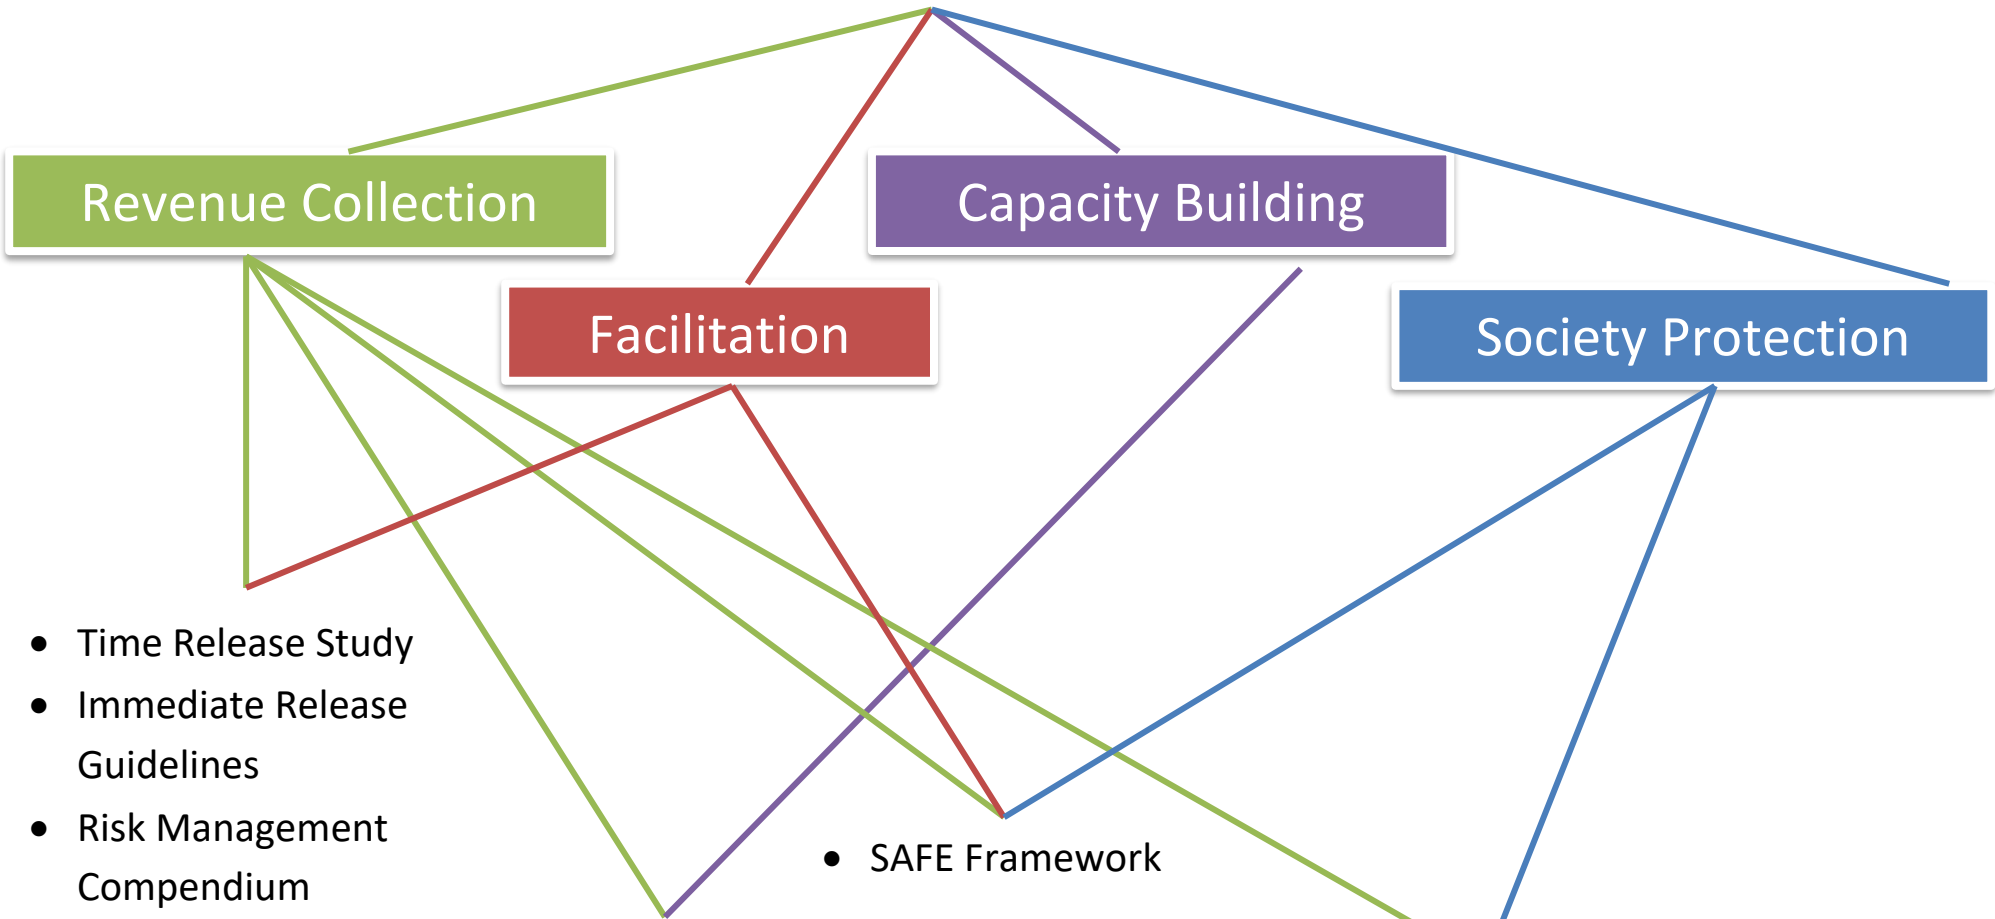 Revenue Collection
Capacity Building
Facilitation
Society Protection
• Time Release Study
• Immediate Release
Guidelines
• Risk Management
Compendium
• SAFE Framework